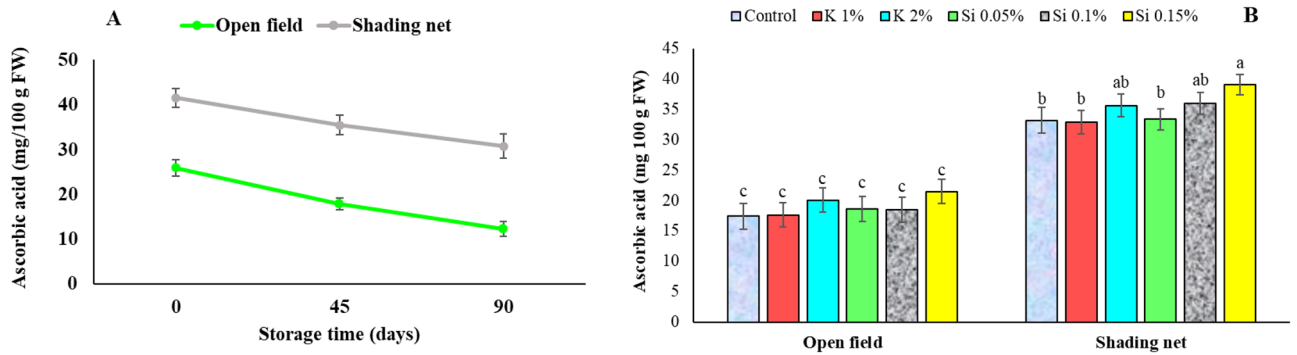 A
Open field Shading net
Ascorbic acid (mg/100 g FW)
50
40
30
20
10
0
0 45 90
Storage time (days)
Control K 1% K 2% Si 0.05% Si 0.1% Si 0.15%
B
Ascorbic acid (mg 100 g FW)
45
40
35
30
25
20
15
10
5
0
c c c c c c
b b ab b ab a
Open field Shading net